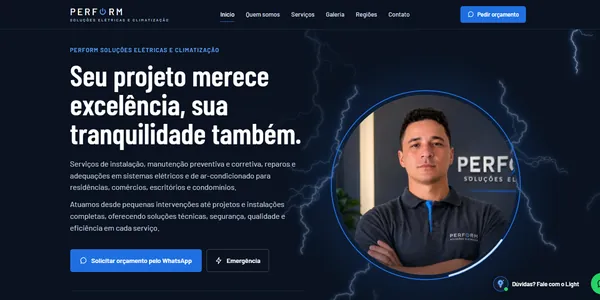 PERFORM
SOLUÇÕES ELÉTRICAS E CLIMATIZAÇÃO
Início Quem somos Serviços Galeria Regiões Contato
Pedir orçamento
PERFORM SOLUÇÕES ELÉTRICAS E CLIMATIZAÇÃO
Seu projeto merece
excelência, sua
tranquilidade também.
Serviços de instalação, manutenção preventiva e corretiva, reparos e
adequações em sistemas elétricos e de ar-condicionado para
residências, comércios, escritórios e condomínios.
Atuamos desde pequenas intervenções até projetos e instalações
completas, oferecendo soluções técnicas, segurança, qualidade e
eficiência em cada serviço.
Solicitar orçamento pelo WhatsApp
Emergência
PERFO
SOLUÇÕES EL
PERFORM
Dúvidas? Fale com o Light